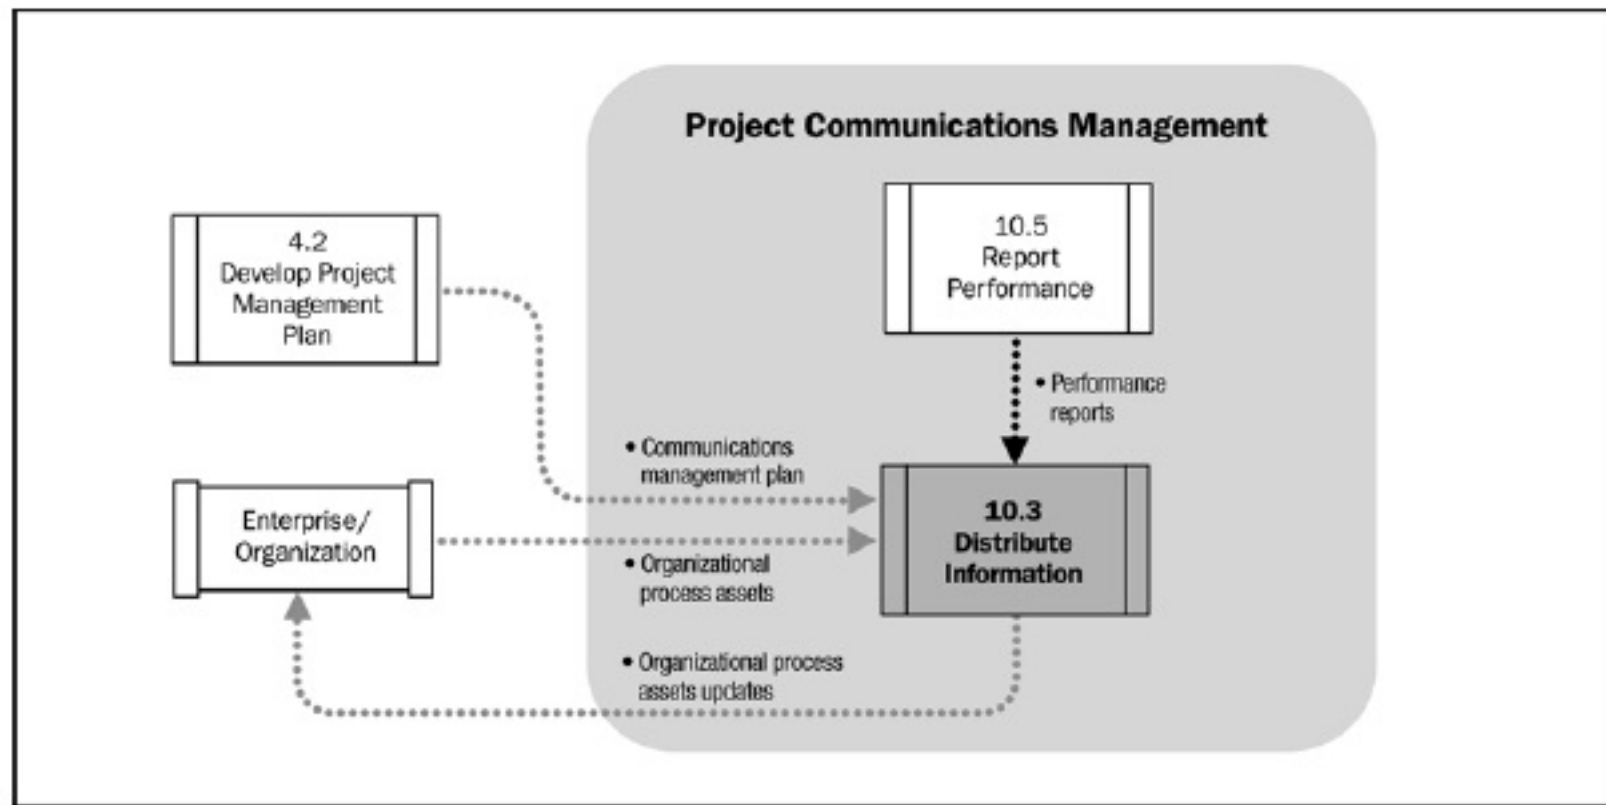 Project Communications Management
4.2
Develop Project
Management
Plan
10.5
Report
Performance
• Performance
reports
• Communications
management plan
Enterprise/
Organization
10.3
Distribute
Information
• Organizational
process assets
• Organizational process
assets updates